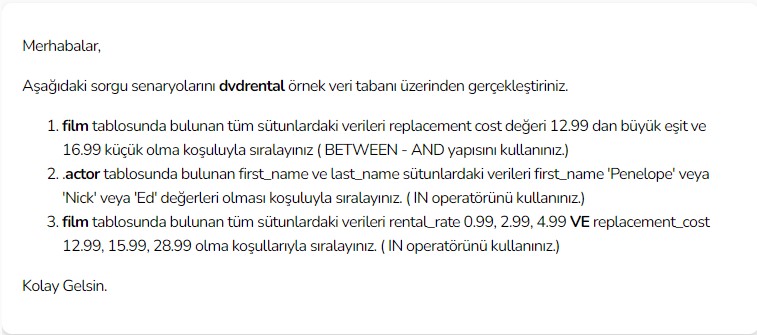 Merhabalar,
Aşağıdaki sorgu senaryolarını dvdrental örnek veri tabanı üzerinden gerçekleştiriniz.
1. film tablosunda bulunan tüm sütunlardaki verileri replacement cost değeri 12.99 dan büyük eşit ve
16.99 küçük olma koşuluyla sıralayınız ( BETWEEN - AND yapısını kullanınız.)
2. .actor tablosunda bulunan first_name ve last_name sütunlardaki verileri first_name 'Penelope' veya
'Nick' veya 'Ed' değerleri olması koşuluyla sıralayınız. ( IN operatörünü kullanınız.)
3. film tablosunda bulunan tüm sütunlardaki verileri rental_rate 0.99, 2.99, 4.99 VE replacement_cost
12.99, 15.99, 28.99 olma koşullarıyla sıralayınız. ( IN operatörünü kullanınız.)
Kolay Gelsin.